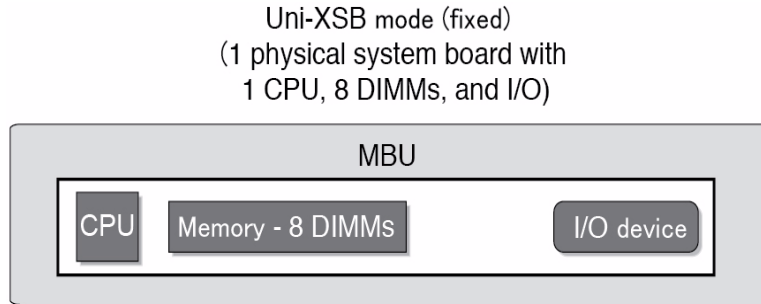 Uni-XSB mode (fixed)
(1 physical system board with
1 CPU, 8 DIMMs, and I/O)
MBU
CPU Memory - 8 DIMMs I/O device